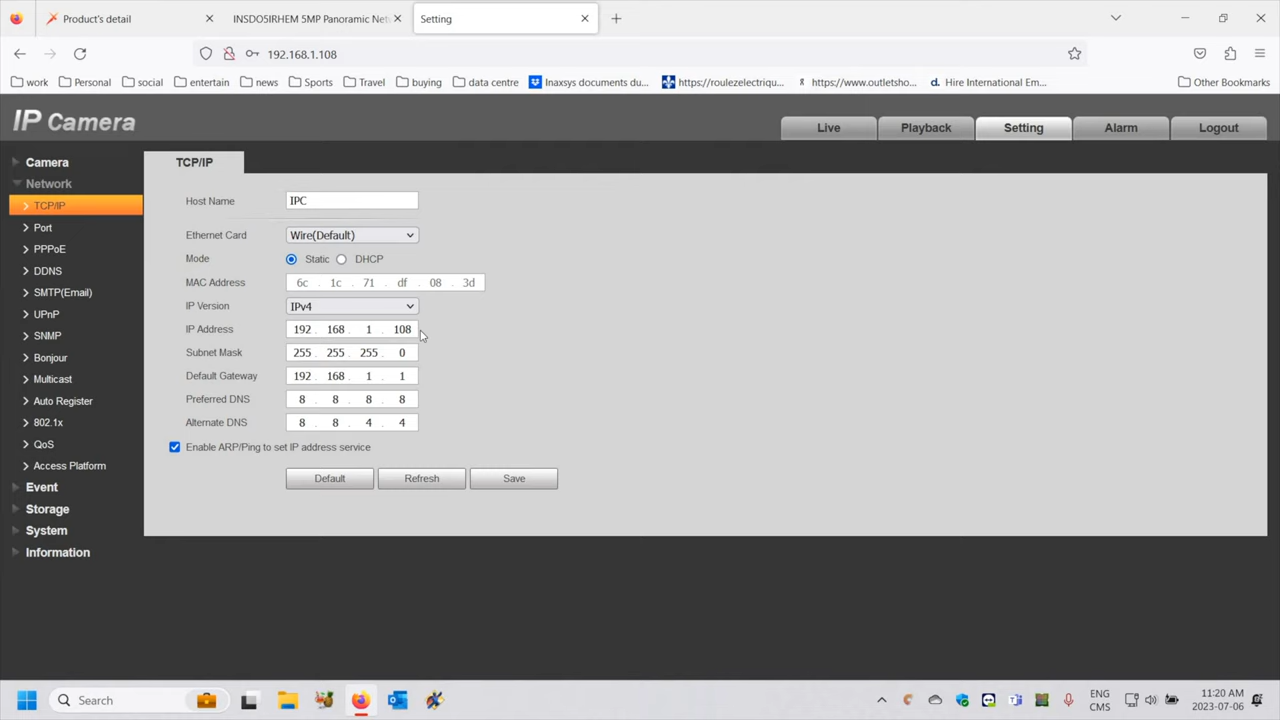 Product's detail
INSDO5IRHEM 5MP Panoramic Net
Setting
192.168.1.108
work
Personal
social
entertain
news
Sports
Travel
buying
data centre
Inaxsys documents du...
https://roulezelectriqu...
https://www.outletsho...
Hire International Em...
Other Bookmarks
IP Camera
Live
Playback
Setting
Alarm
Logout
Camera
Network
TCP/IP
Port
PPPoE
DDNS
SMTP(Email)
UPnP
SNMP
Bonjour
Multicast
Auto Register
802.1x
QoS
Access Platform
Event
Storage
System
Information
TCP/IP
Host Name IPC
Ethernet Card Wire(Default)
Mode Static DHCP
MAC Address 6c . 1c . 71 . df . 08 . 3d
IP Version IPv4
IP Address 192 . 168 . 1 . 108
Subnet Mask 255 . 255 . 255 . 0
Default Gateway 192 . 168 . 1 . 1
Preferred DNS 8 . 8 . 8 . 8
Alternate DNS 8 . 8 . 4 . 4
Enable ARP/Ping to set IP address service
Default Refresh Save
Search
ENG
CMS
11:20 AM
2023-07-06